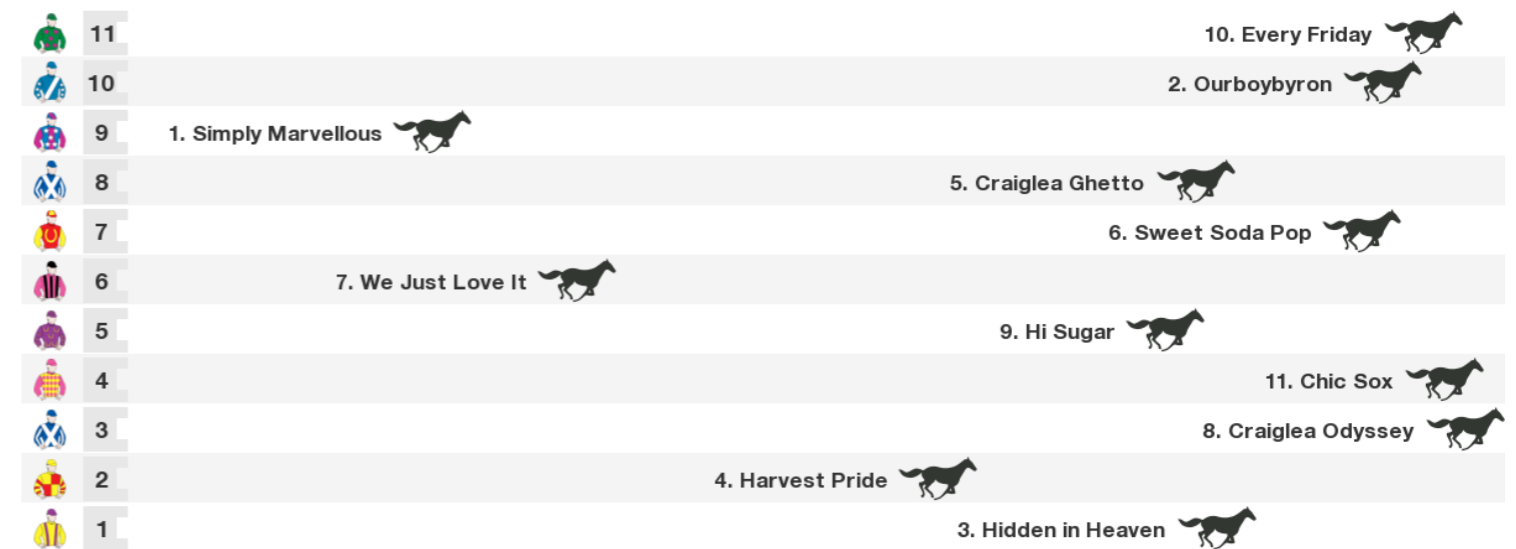 11 10. Every Friday
10 2. Ourboybyron
9 1. Simply Marvellous
8 5. Craiglea Ghetto
7 6. Sweet Soda Pop
6 7. We Just Love It
5 9. Hi Sugar
4 11. Chic Sox
3 8. Craiglea Odyssey
2 4. Harvest Pride
1 3. Hidden in Heaven